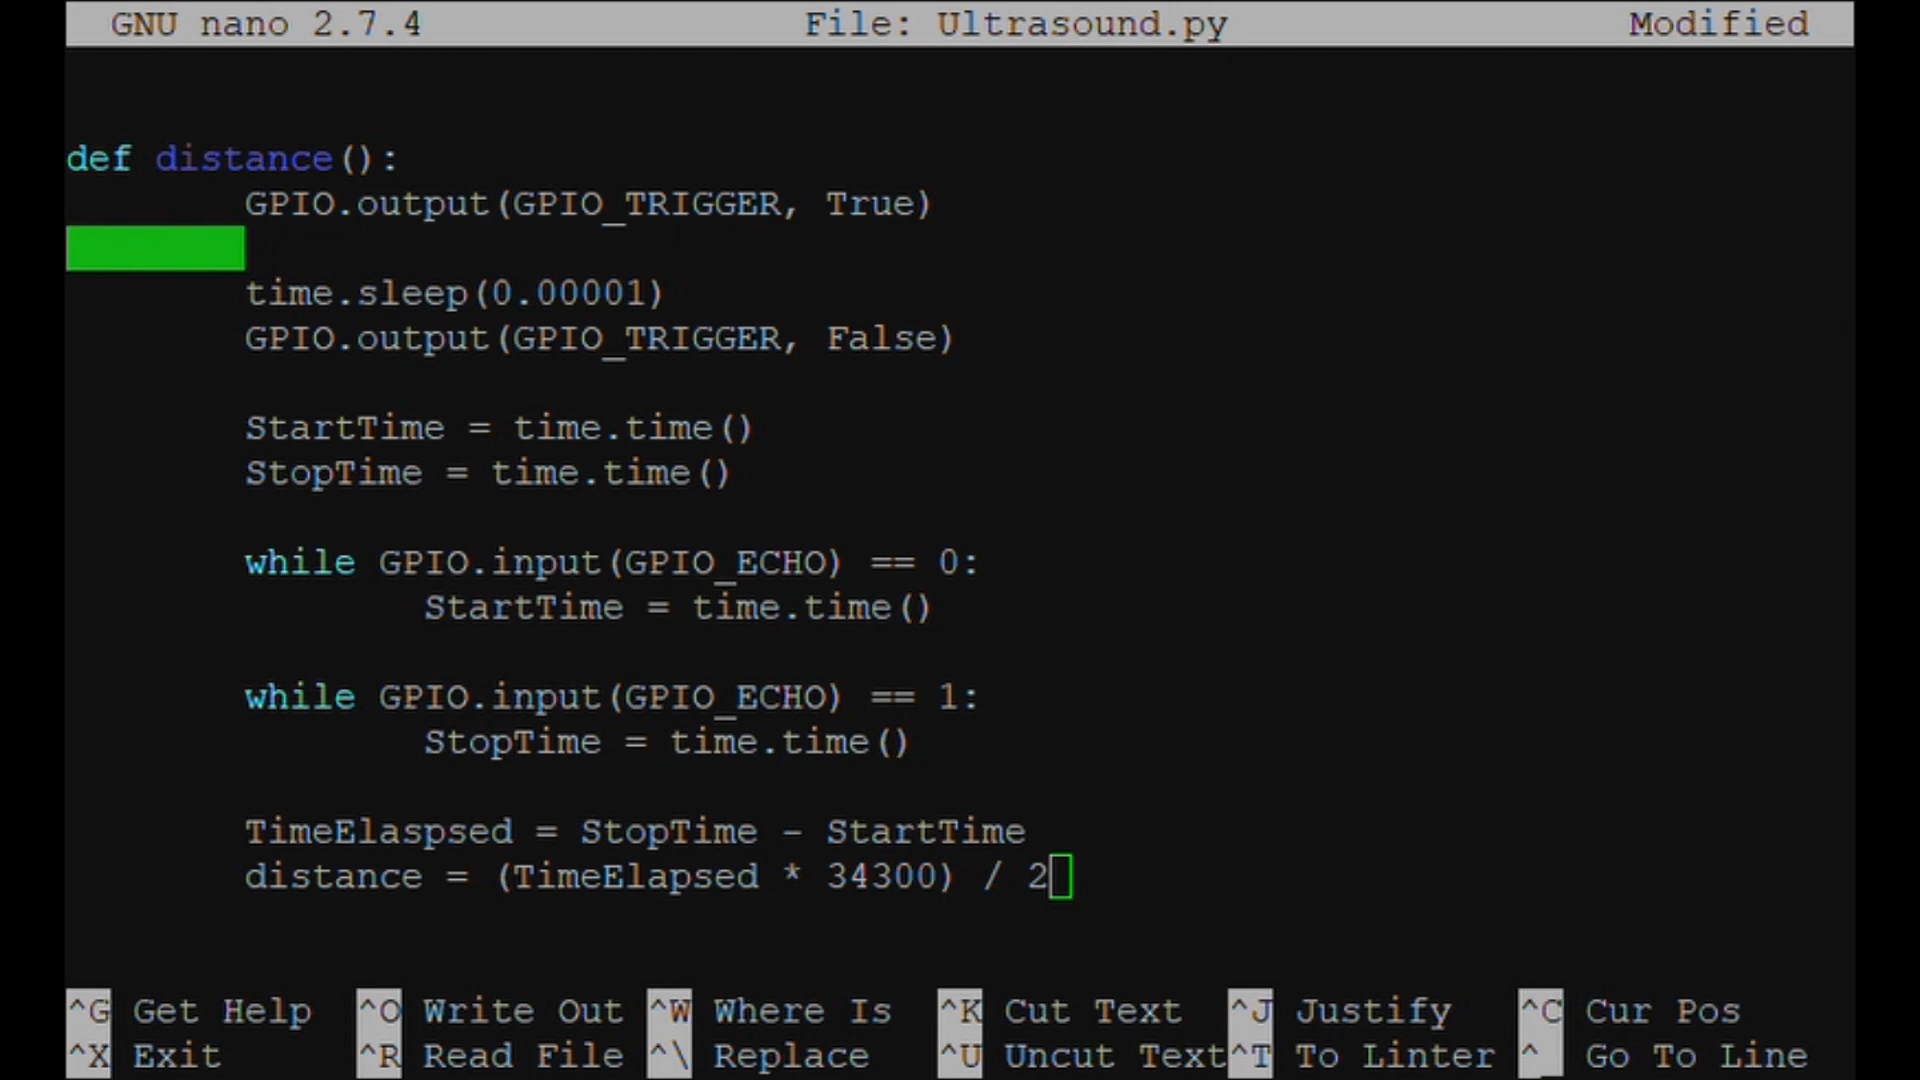 GNU nano 2.7.4 File: Ultrasound.py Modified
def distance():
GPIO.output(GPIO_TRIGGER, True)
time.sleep(0.00001)
GPIO.output(GPIO_TRIGGER, False)
StartTime = time.time()
StopTime = time.time()
while GPIO.input(GPIO_ECHO) == 0:
StartTime = time.time()
while GPIO.input(GPIO_ECHO) == 1:
StopTime = time.time()
TimeElaspsed = StopTime - StartTime
distance = (TimeElapsed * 34300) / 2
^G Get Help ^O Write Out ^W Where Is ^K Cut Text ^J Justify ^C Cur Pos
^X Exit ^R Read File ^\ Replace ^U Uncut Text ^T To Linter ^_ Go To Line